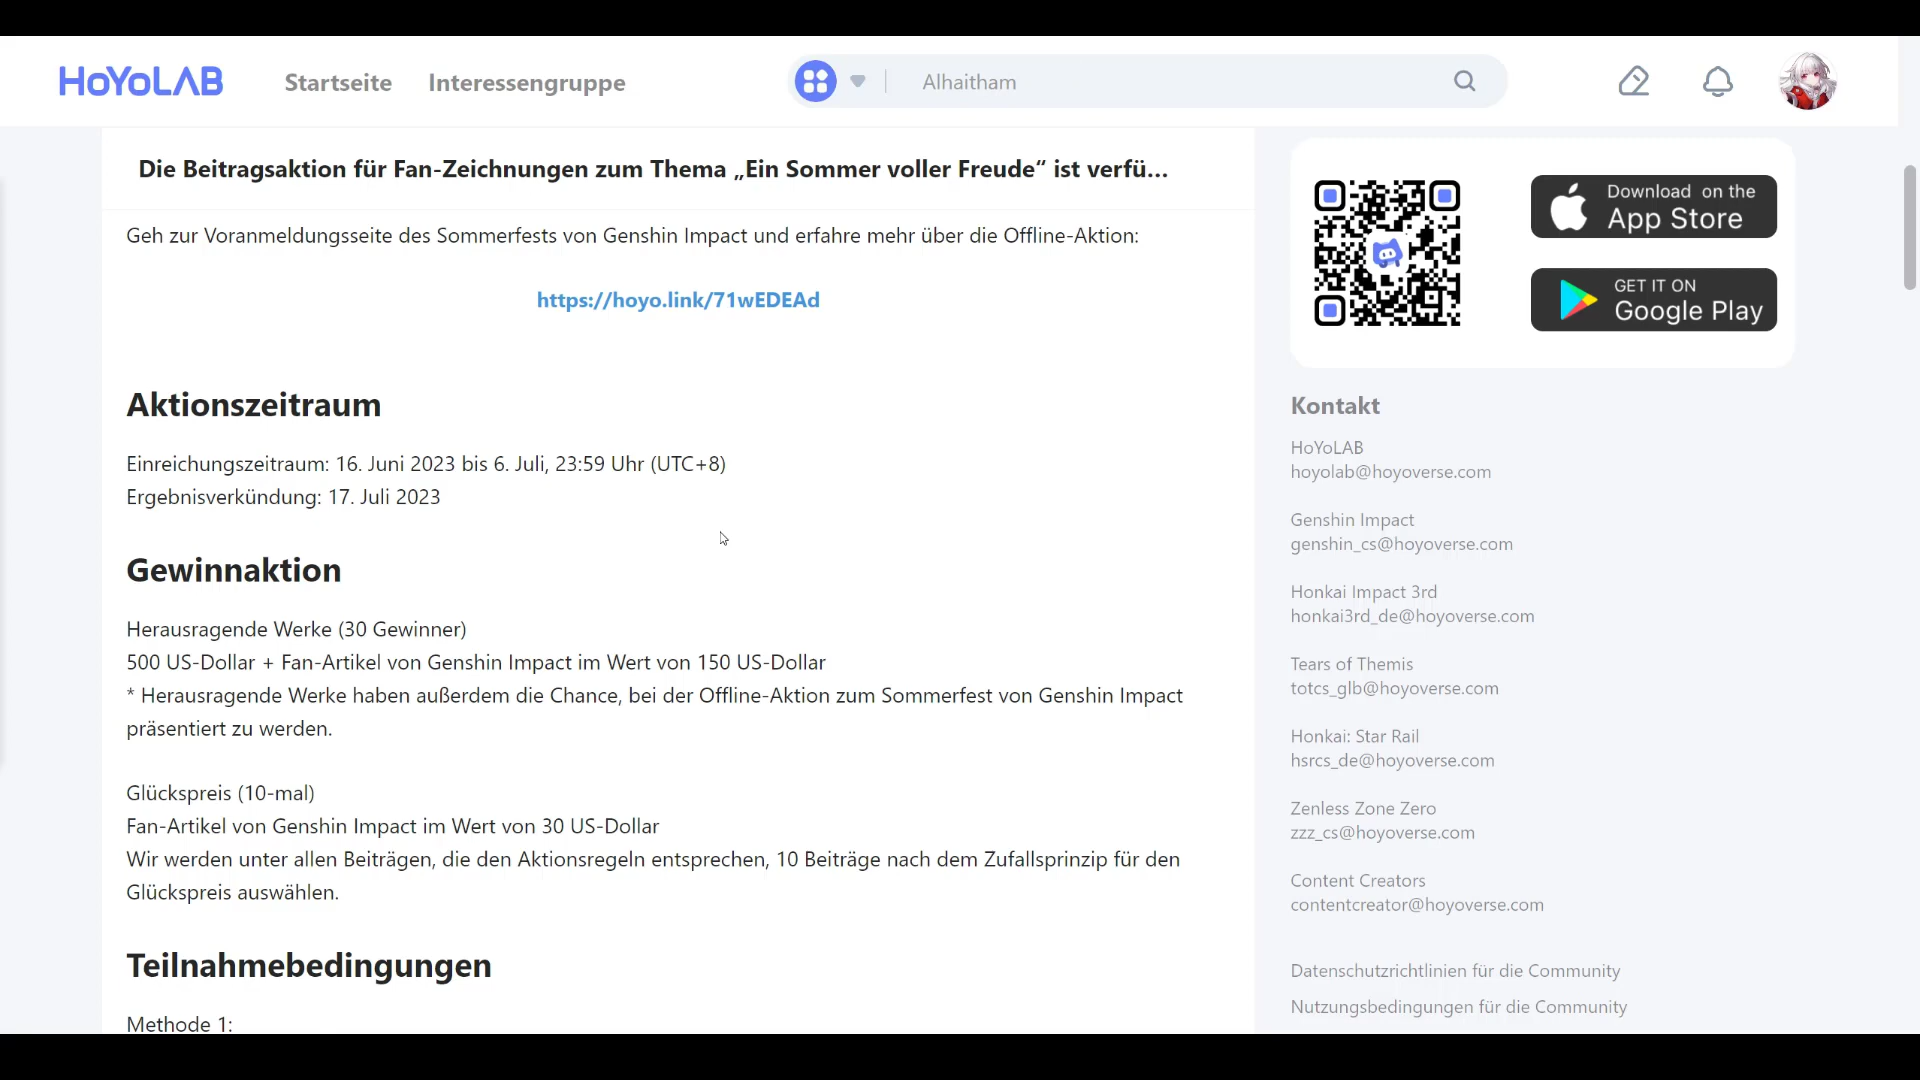 HoYoLAB
Startseite
Interessengruppe
Alhaitham
Die Beitragsaktion für Fan-Zeichnungen zum Thema „Ein Sommer voller Freude“ ist verfü...
Geh zur Voranmeldungsseite des Sommerfests von Genshin Impact und erfahre mehr über die Offline-Aktion:
https://hoyo.link/71wEDEAd
Aktionszeitraum
Einreichungszeitraum: 16. Juni 2023 bis 6. Juli, 23:59 Uhr (UTC+8)
Ergebnisverkündung: 17. Juli 2023
Gewinnaktion
Herausragende Werke (30 Gewinner)
500 US-Dollar + Fan-Artikel von Genshin Impact im Wert von 150 US-Dollar
* Herausragende Werke haben außerdem die Chance, bei der Offline-Aktion zum Sommerfest von Genshin Impact
präsentiert zu werden.
Glückspreis (10-mal)
Fan-Artikel von Genshin Impact im Wert von 30 US-Dollar
Wir werden unter allen Beiträgen, die den Aktionsregeln entsprechen, 10 Beiträge nach dem Zufallsprinzip für den
Glückspreis auswählen.
Teilnahmebedingungen
Methode 1:
Download on the
App Store
GET IT ON
Google Play
Kontakt
HoYoLAB
hoyolab@hoyoverse.com
Genshin Impact
genshin_cs@hoyoverse.com
Honkai Impact 3rd
honkai3rd_de@hoyoverse.com
Tears of Themis
totcs_glb@hoyoverse.com
Honkai: Star Rail
hsrcs_de@hoyoverse.com
Zenless Zone Zero
zzz_cs@hoyoverse.com
Content Creators
contentcreator@hoyoverse.com
Datenschutzrichtlinien für die Community
Nutzungsbedingungen für die Community